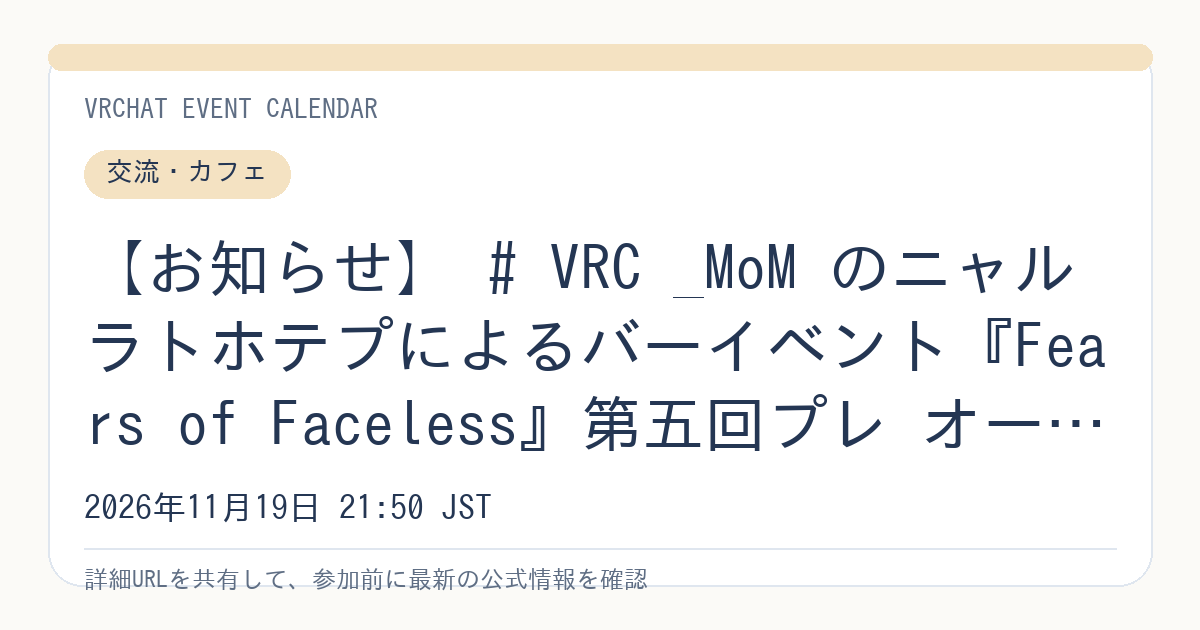 VRCHAT EVENT CALENDAR
交流・カフェ
【お知らせ】 # VRC _MoM のニャル
ラトホテプによるバーイベント『Fea
rs of Faceless』第五回プレ オー…
2026年11月19日 21:50 JST
詳細URLを共有して、参加前に最新の公式情報を確認